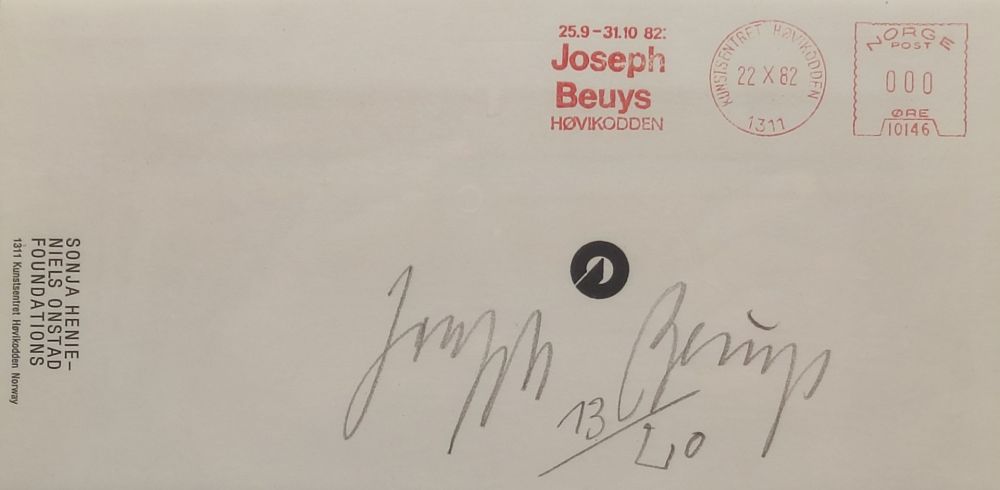 25.9–31.10 82:
Joseph
Beuys
HØVIKODDEN
KUNSTSENTRET HØVIKODDEN
22 X 82
1311
NORGE
POST
000
ØRE
10146
SONJA HENIE–
NIELS ONSTAD
FOUNDATIONS
1311 Kunstsentret Høvikodden Norway
Joseph Beuys
13/20